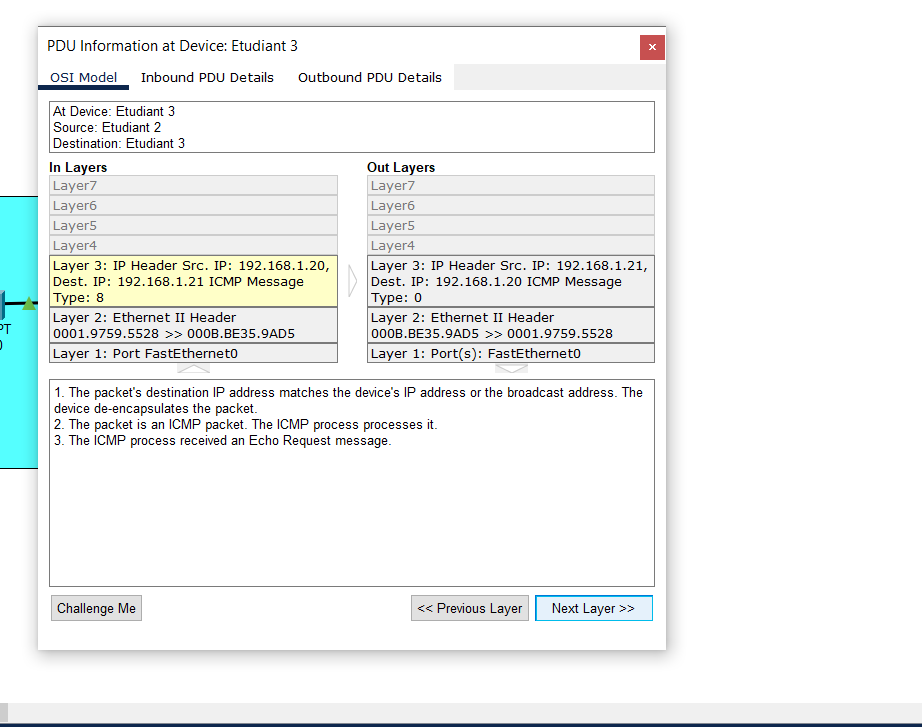 PDU Information at Device: Etudiant 3
×
OSI Model Inbound PDU Details Outbound PDU Details
At Device: Etudiant 3
Source: Etudiant 2
Destination: Etudiant 3
In Layers
Layer7
Layer6
Layer5
Layer4
Layer 3: IP Header Src. IP: 192.168.1.20,
Dest. IP: 192.168.1.21 ICMP Message
Type: 8
Layer 2: Ethernet II Header
0001.9759.5528 >> 000B.BE35.9AD5
Layer 1: Port FastEthernet0
Out Layers
Layer7
Layer6
Layer5
Layer4
Layer 3: IP Header Src. IP: 192.168.1.21,
Dest. IP: 192.168.1.20 ICMP Message
Type: 0
Layer 2: Ethernet II Header
000B.BE35.9AD5 >> 0001.9759.5528
Layer 1: Port(s): FastEthernet0
1. The packet's destination IP address matches the device's IP address or the broadcast address. The
device de-encapsulates the packet.
2. The packet is an ICMP packet. The ICMP process processes it.
3. The ICMP process received an Echo Request message.
Challenge Me
<< Previous Layer
Next Layer >>
PT